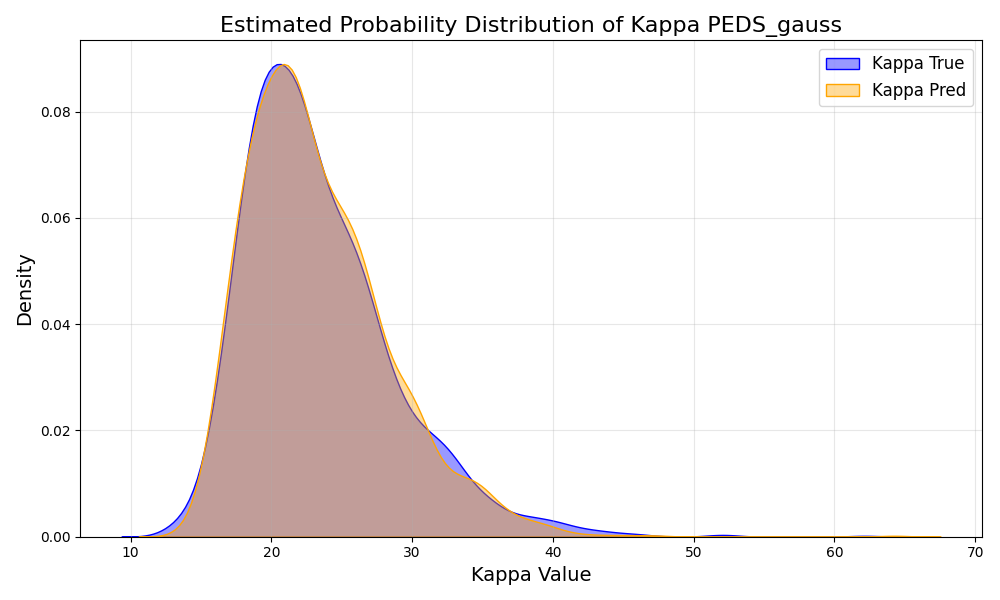 Estimated Probability Distribution of Kappa PEDS_gauss
Kappa True
Kappa Pred
Density
0.08
0.06
0.04
0.02
0.00
10 20 30 40 50 60 70
Kappa Value